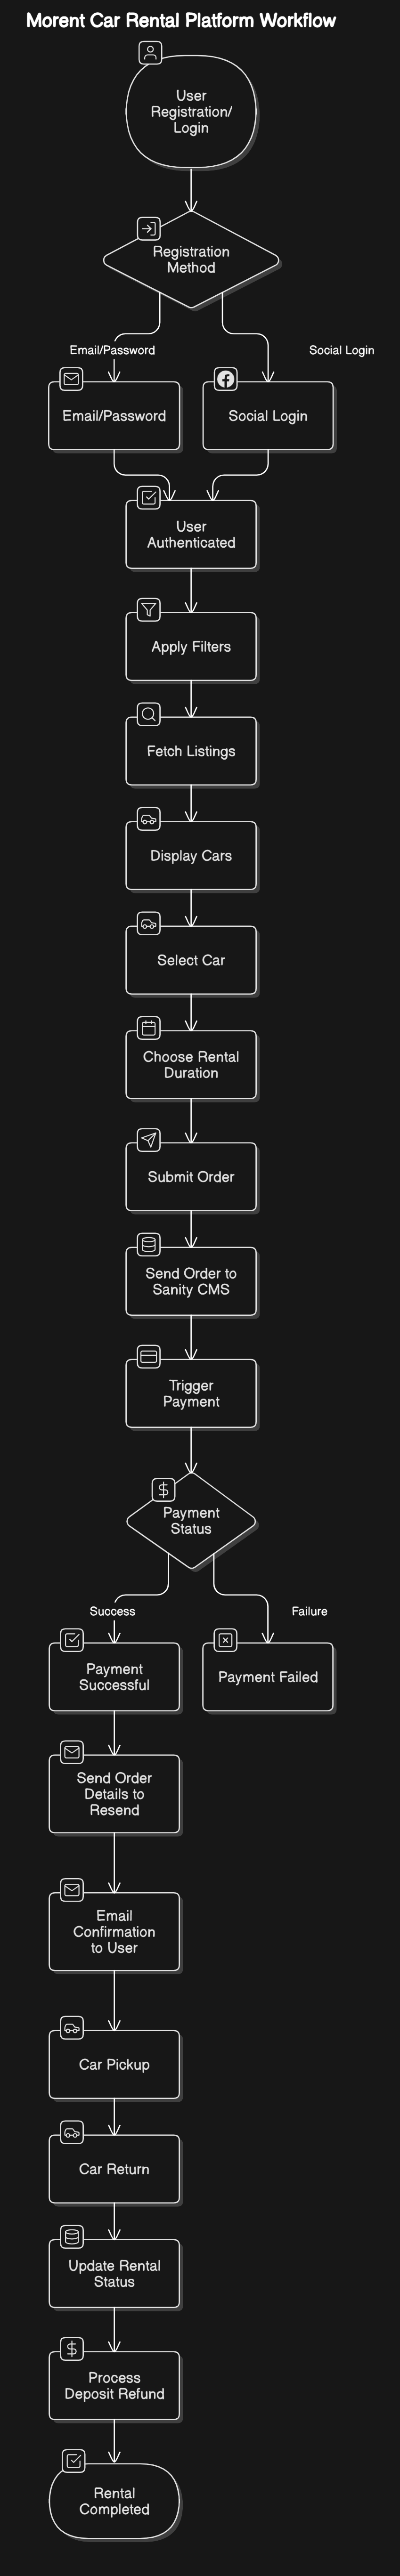 Morent Car Rental Platform Workflow
User
Registration/
Login
Registration
Method
Email/Password
Social Login
Email/Password
Social Login
User
Authenticated
Apply Filters
Fetch Listings
Display Cars
Select Car
Choose Rental
Duration
Submit Order
Send Order to
Sanity CMS
Trigger
Payment
Payment
Status
Success
Failure
Payment
Successful
Payment Failed
Send Order
Details to
Resend
Email
Confirmation
to User
Car Pickup
Car Return
Update Rental
Status
Process
Deposit Refund
Rental
Completed